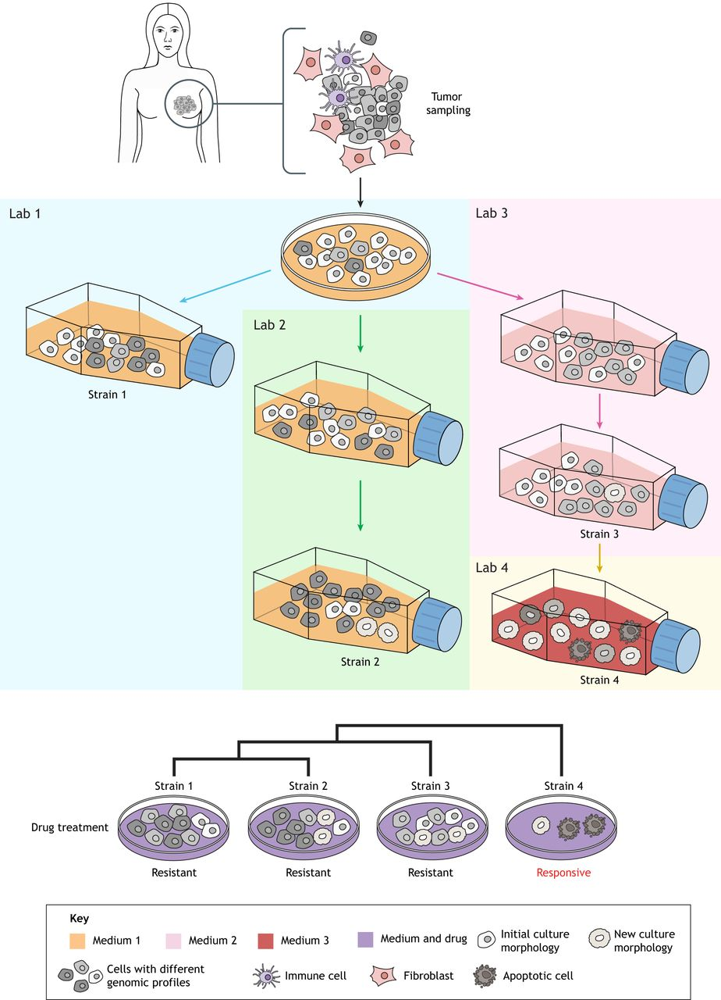 Tumor
sampling
Lab 1
Lab 3
Lab 2
Strain 1
Strain 3
Lab 4
Strain 2
Strain 4
Strain 1
Strain 2
Strain 3
Strain 4
Drug treatment
Resistant
Resistant
Resistant
Responsive
Key
Medium 1
Medium 2
Medium 3
Medium and drug
Initial culture
morphology
New culture
morphology
Cells with different
genomic profiles
Immune cell
Fibroblast
Apoptotic cell